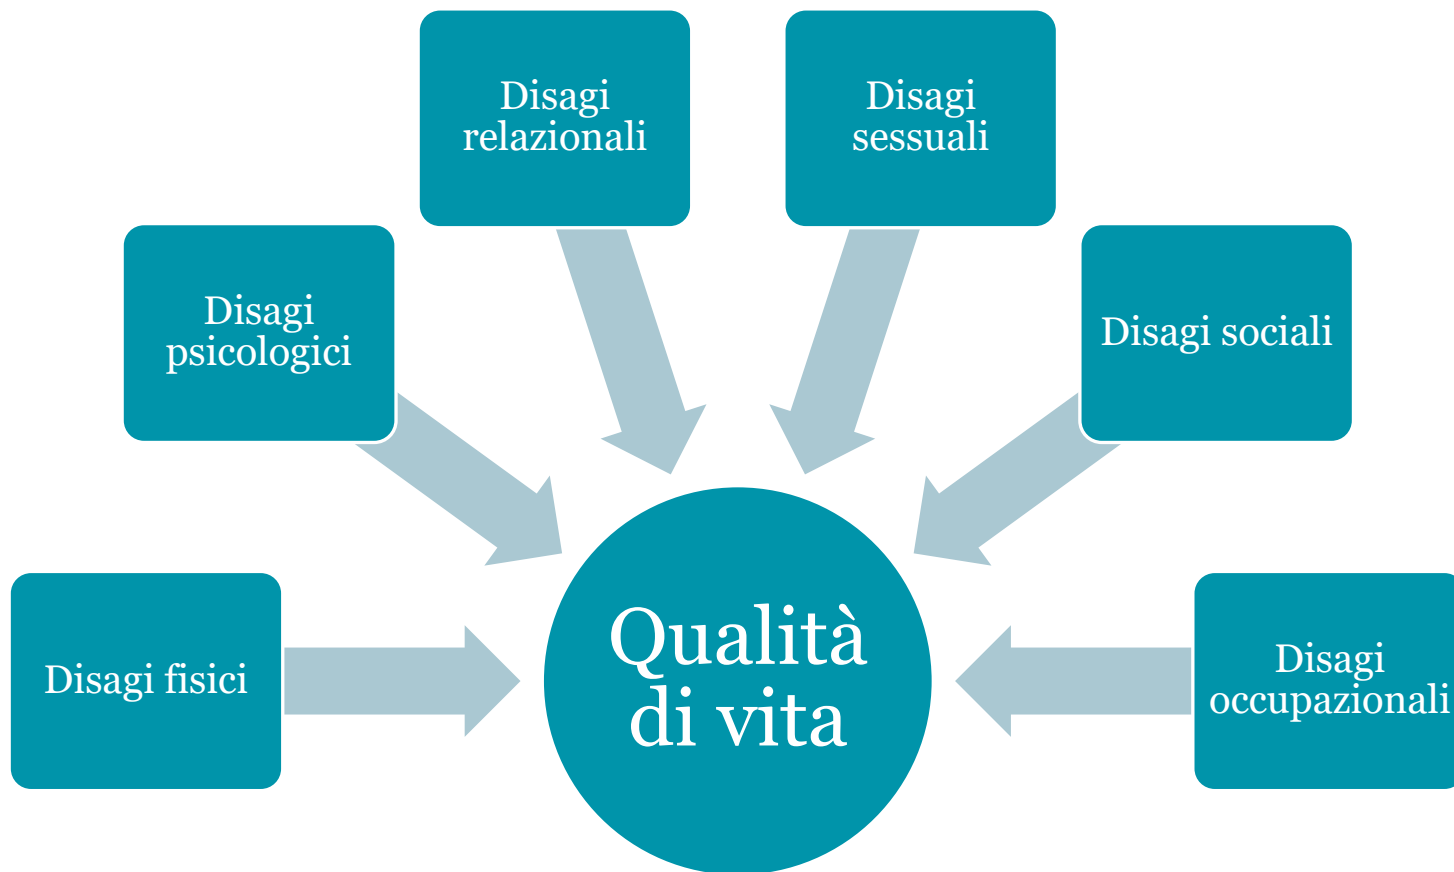 Disagi
relazionali
Disagi
sessuali
Disagi
psicologici
Disagi sociali
Disagi fisici
Qualità
di vita
Disagi
occupazionali